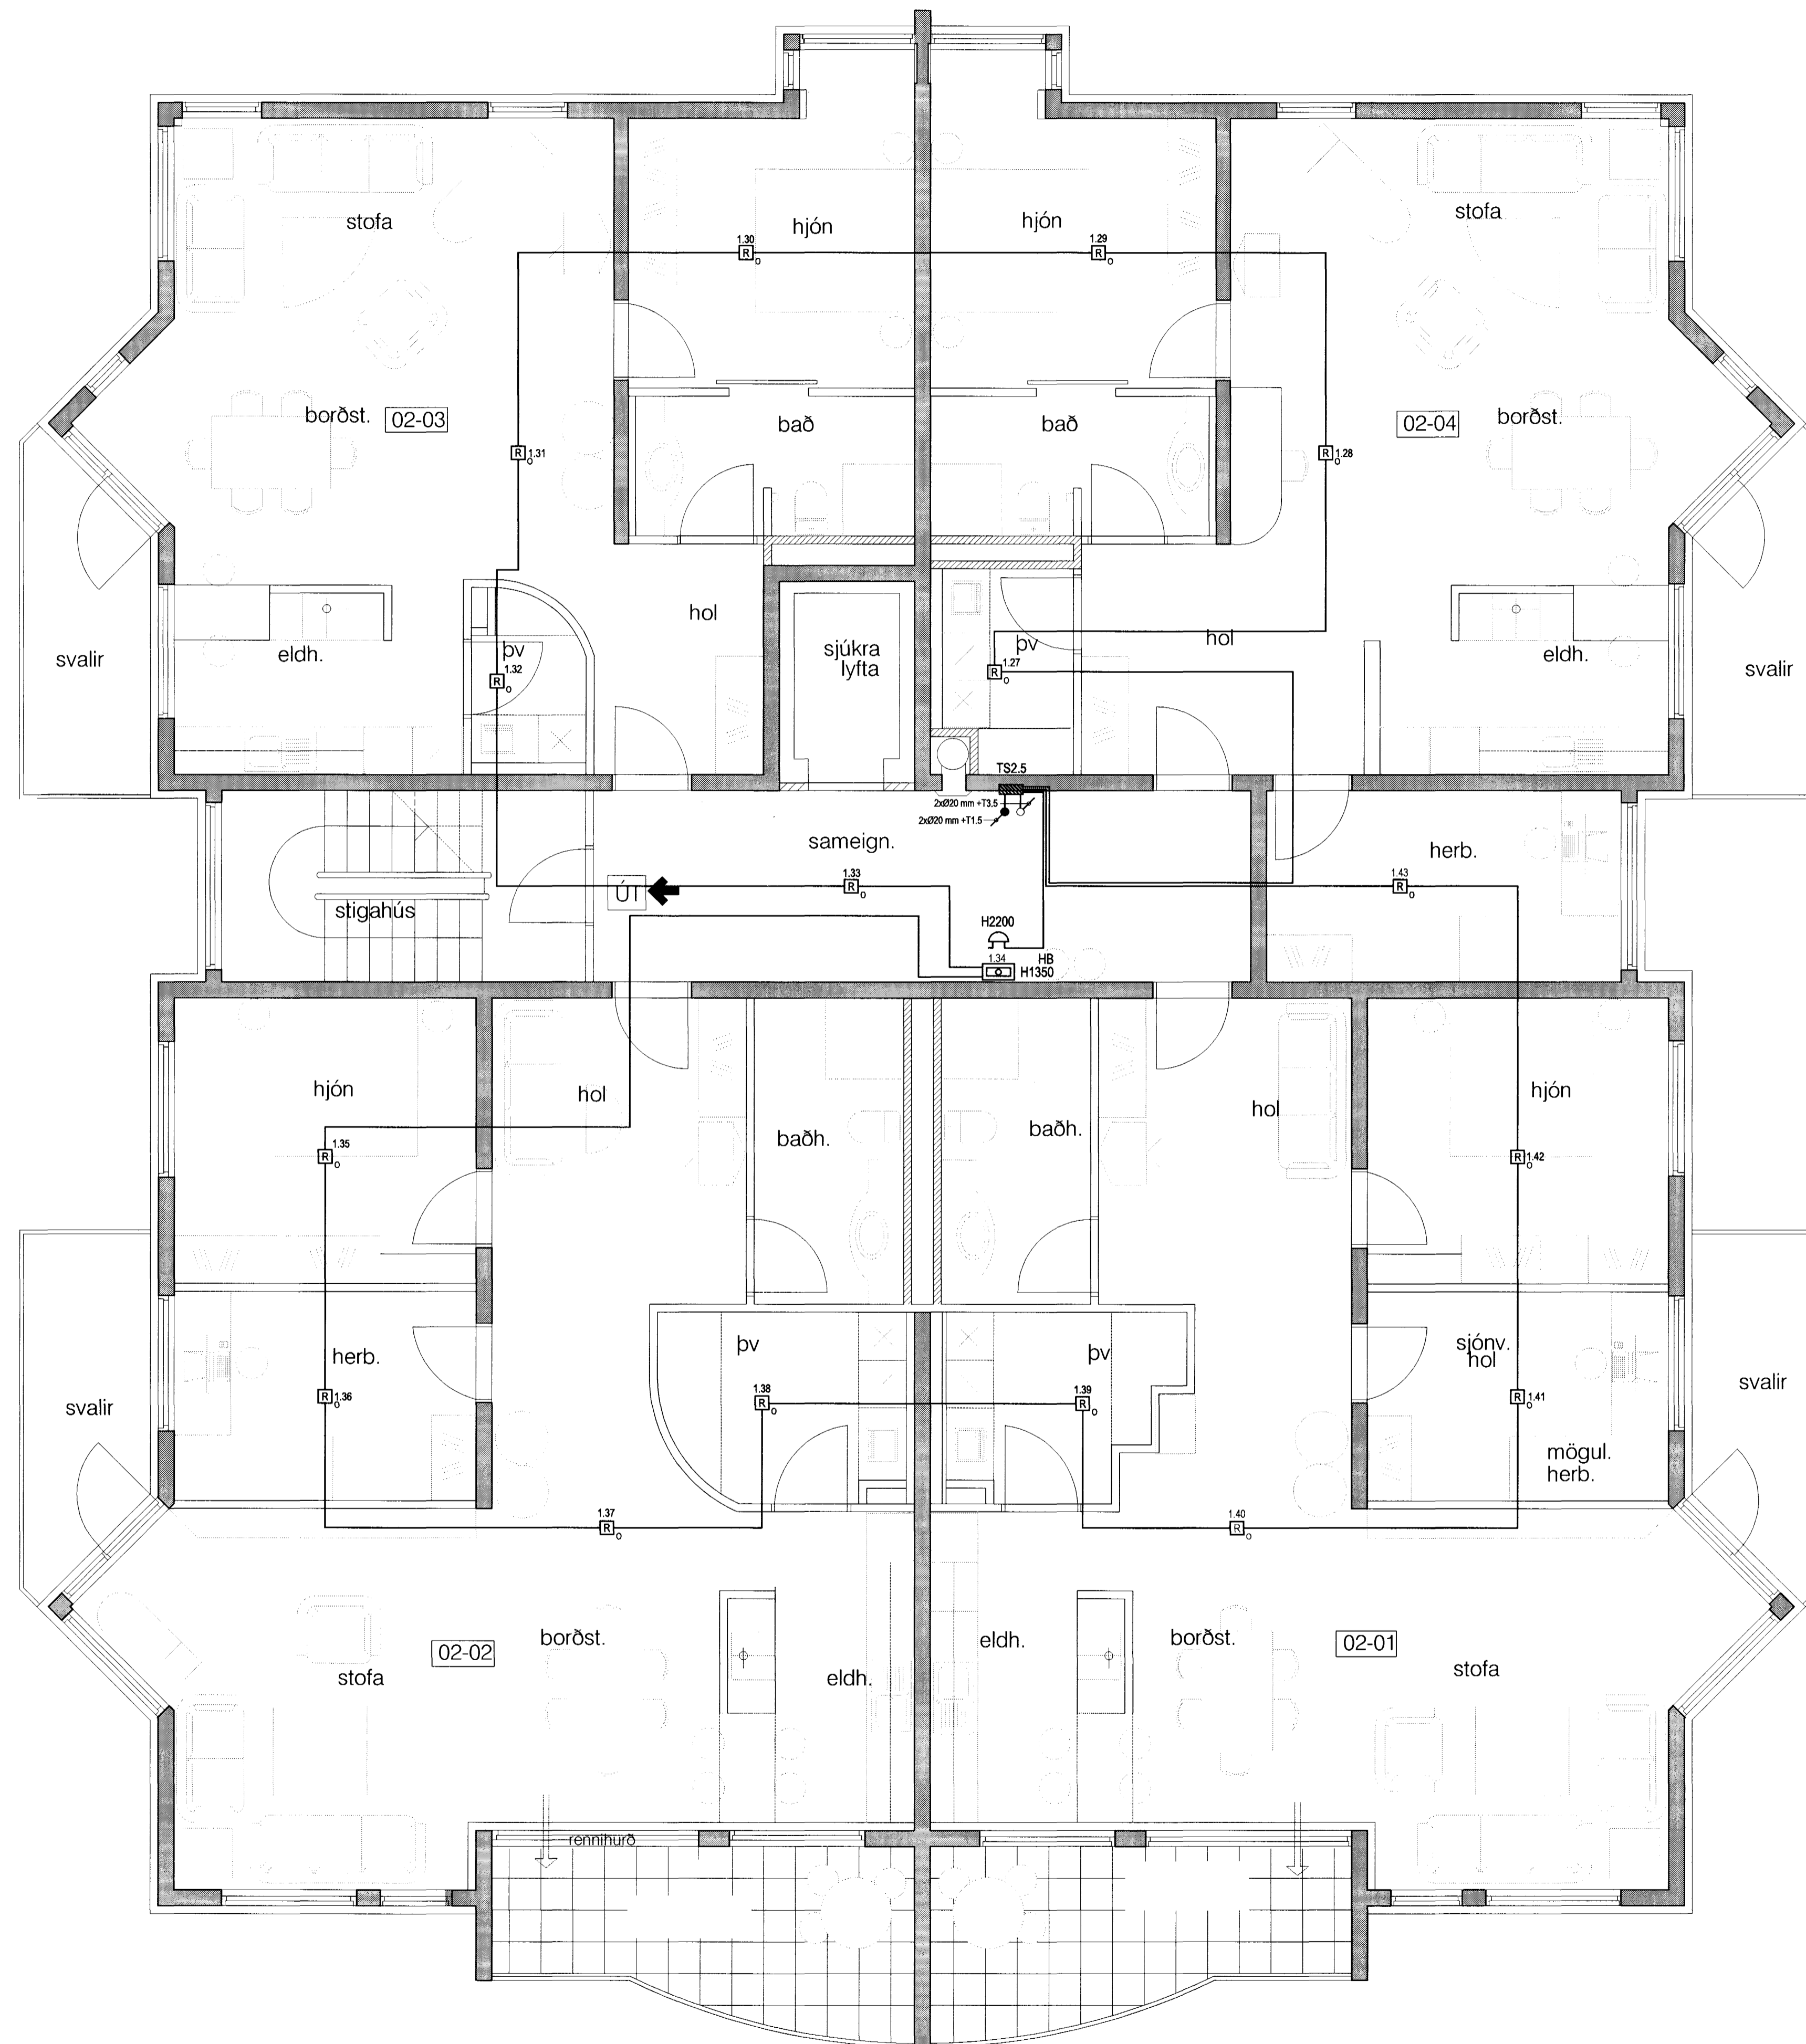 stofa
1.30
R
o
hjón
hjón
1.29
R
o
stofa
borðst.
02-03
R
1.31
o
bað
bað
R
1.28
o
02-04
borðst.
svalir
eldh.
þv
1.32
R
o
hol
sjúkra
lyfta
þv
1.27
R
o
hol
eldh.
svalir
TS2.5
2xØ20 mm +T3.5
2xØ20 mm +T1.5
sameign.
herb.
stigahús
ÚT
1.33
R
o
1.43
R
o
H2200
1.34
HB
H1350
hjón
hol
baðh.
baðh.
hol
hjón
1.35
R
o
R
1.42
o
herb.
þv
þv
sjónv.
hol
R
1.36
o
1.38
R
o
1.39
R
o
R
1.41
o
svalir
svalir
mögul.
herb.
1.37
R
o
1.40
R
o
borðst.
02-02
stofa
eldh.
eldh.
borðst.
02-01
stofa
rennihurð